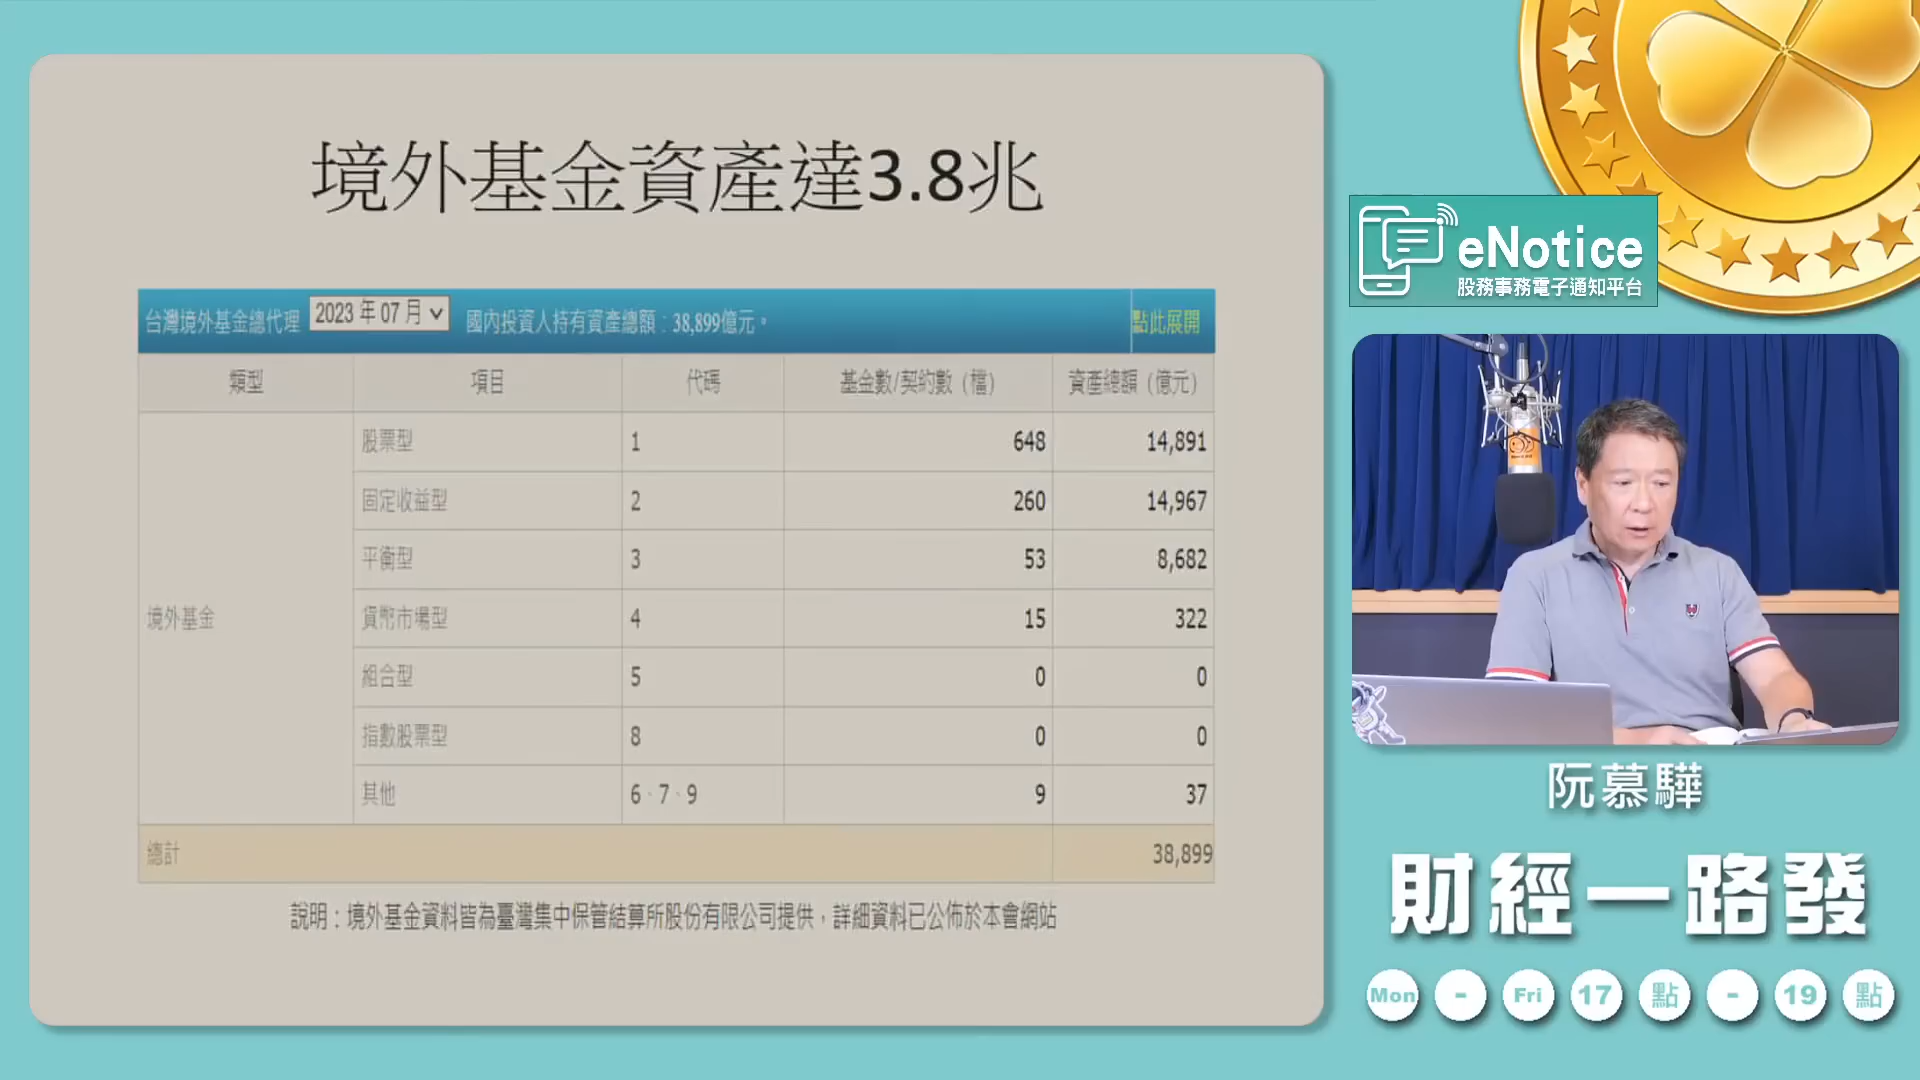 境外基金資產達3.8兆
台灣境外基金總代理 2023 年 07 月 國內投資人持有資產總額：38,899億元。 點此展開
類型 項目 代碼 基金數/契約數（檔） 資產總額（億元）
境外基金
股票型 1 648 14,891
固定收益型 2 260 14,967
平衡型 3 53 8,682
貨幣市場型 4 15 322
組合型 5 0 0
指數股票型 8 0 0
其他 6、7、9 9 37
總計 38,899
說明：境外基金資料皆為臺灣集中保管結算所股份有限公司提供，詳細資料已公佈於本會網站
eNotice
股務事務電子通知平台
阮慕驊
財經一路發
Mon - Fri 17 點 - 19 點